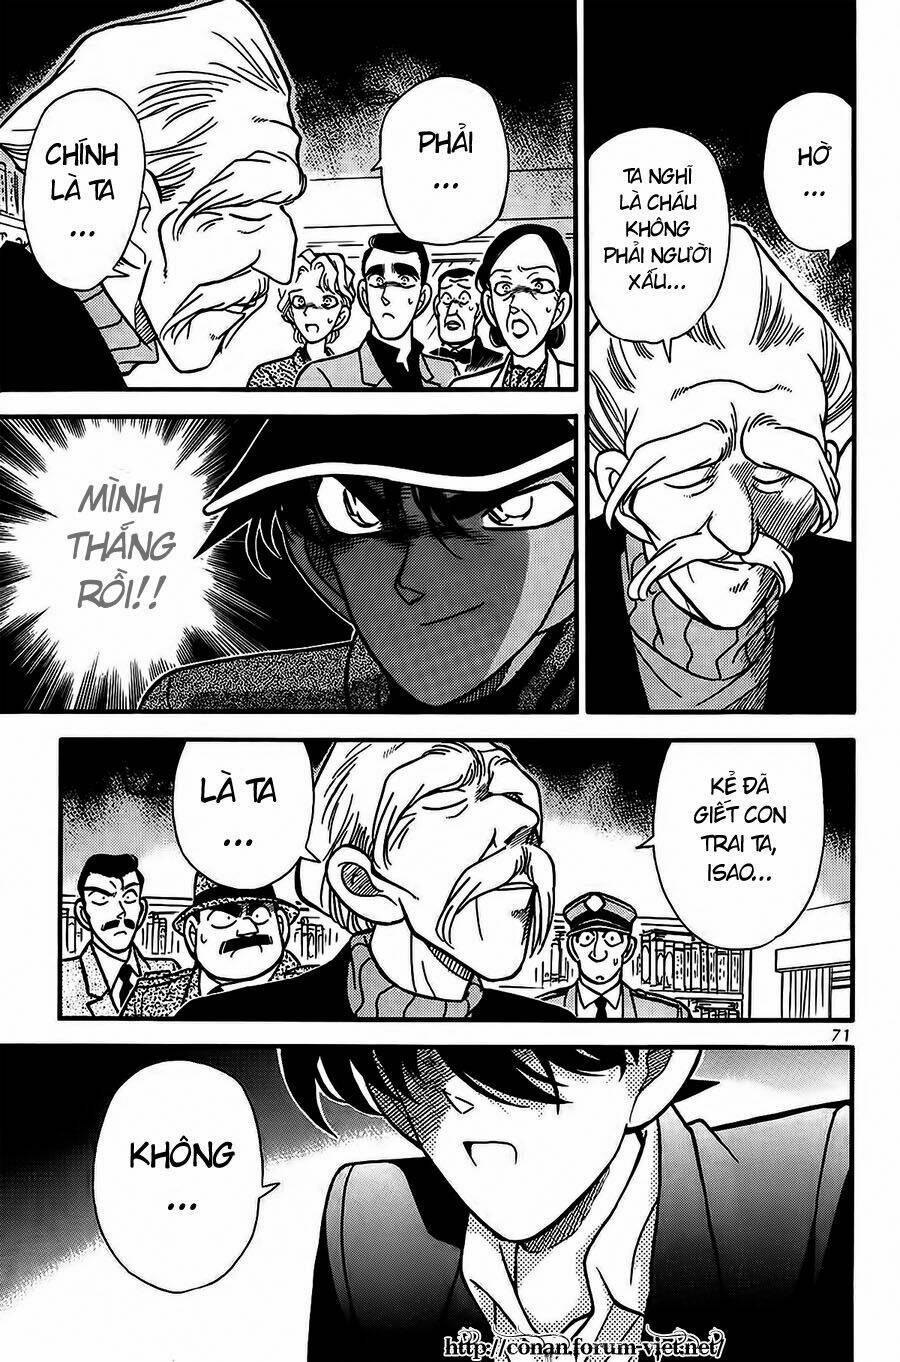 HỜ
...
TA NGHĨ
LÀ CHÁU
KHÔNG
PHẢI NGƯỜI
XẤU...
PHẢI
...
CHÍNH
LÀ TA
...
MÌNH
THẮNG
RỒI!!
KẺ ĐÃ
GIẾT CON
TRAI TA,
ISAO...
LÀ TA
...
71
KHÔNG
...
http://conan.forum-viet.net/